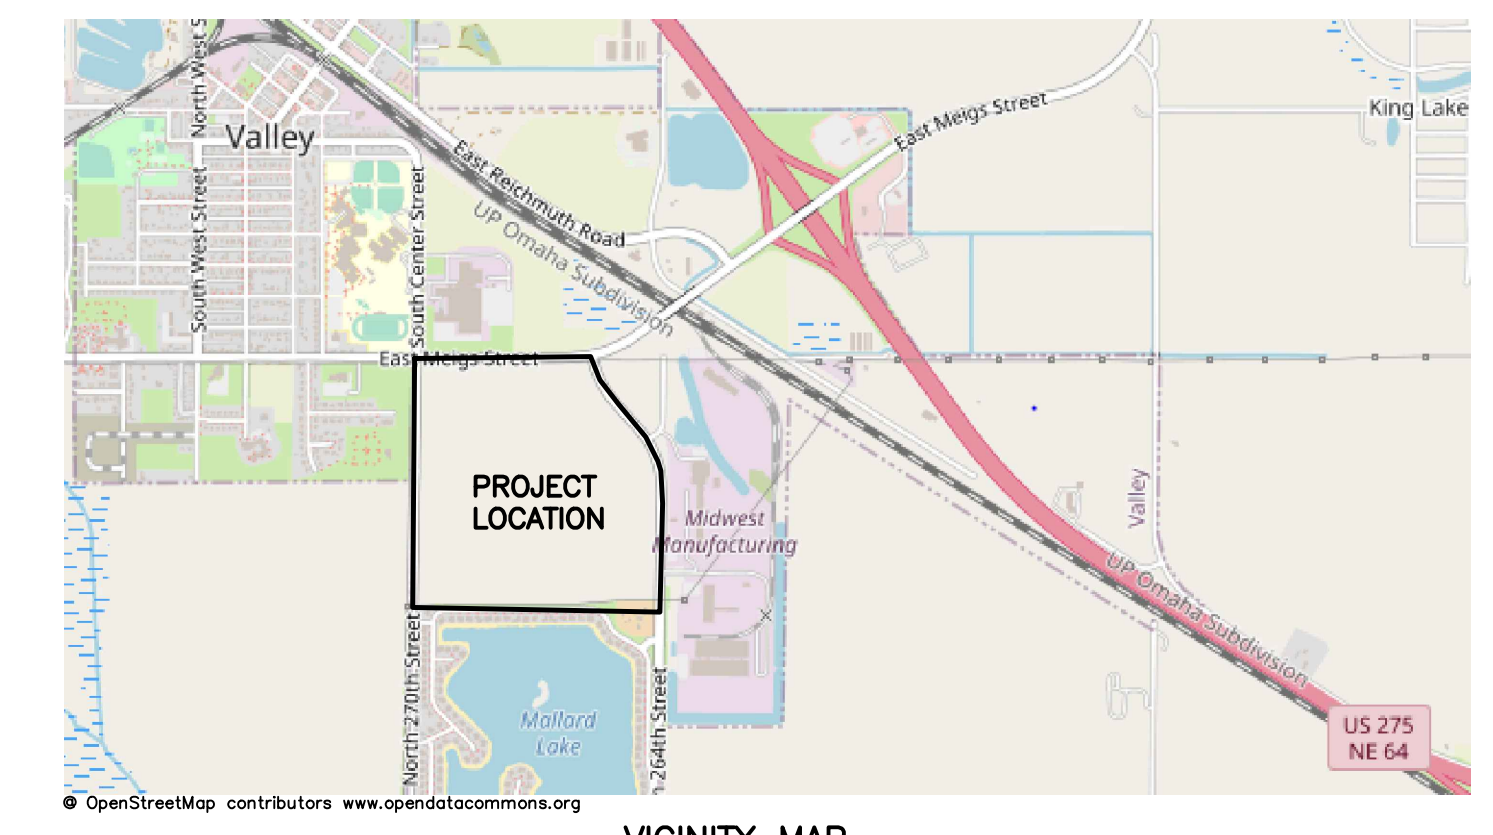 North West S
King Lake
East Meigs Street
Valley
East Reichmuth Road
South West Street
South Center Street
UP Omaha Subdivision
East Meigs Street
PROJECT
LOCATION
Valley
Midwest
Manufacturing
UP Omaha Subdivision
North 270th Street
264th Street
Mallard
Lake
US 275
NE 64
@ OpenStreetMap contributors www.opendatacommons.org
VICINITY MAP